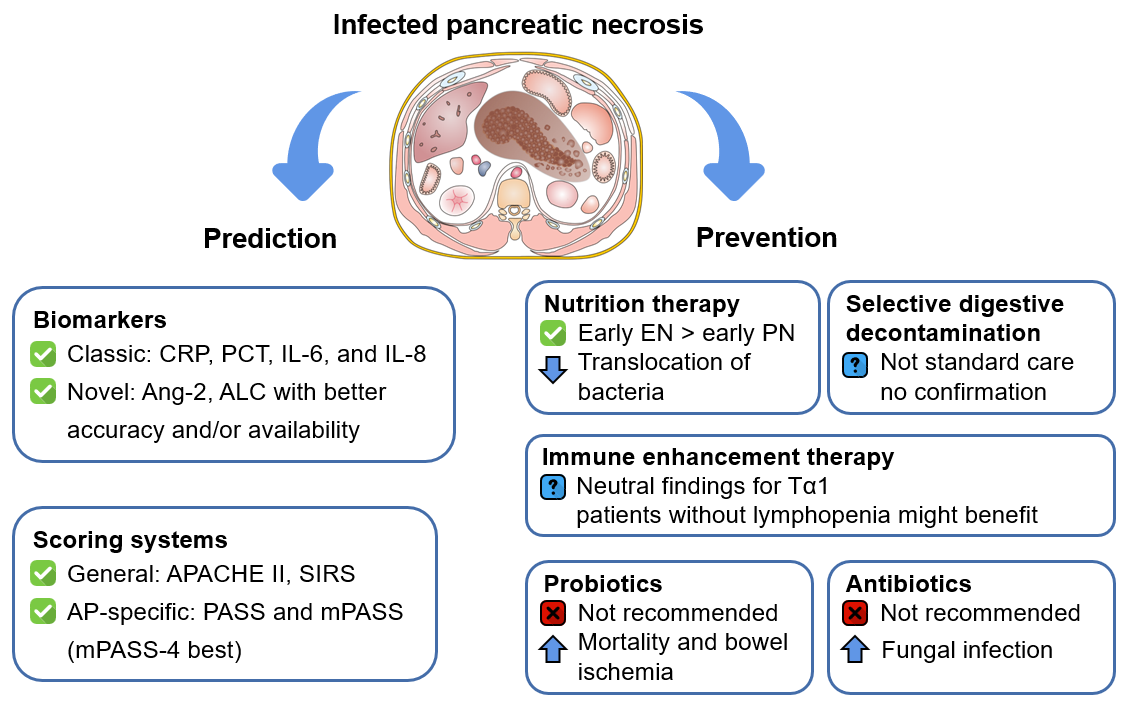 Infected pancreatic necrosis
Prediction
Prevention
Biomarkers
Classic: CRP, PCT, IL-6, and IL-8
Novel: Ang-2, ALC with better
accuracy and/or availability
Scoring systems
General: APACHE II, SIRS
AP-specific: PASS and mPASS
(mPASS-4 best)
Nutrition therapy
Early EN > early PN
Translocation of
bacteria
Selective digestive
decontamination
? Not standard care
no confirmation
Immune enhancement therapy
? Neutral findings for Tα1
patients without lymphopenia might benefit
Probiotics
Not recommended
Mortality and bowel
ischemia
Antibiotics
Not recommended
Fungal infection